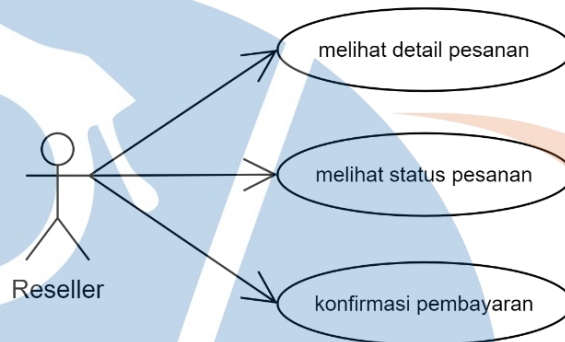 melihat detail pesanan
melihat status pesanan
Reseller
konfirmasi pembayaran